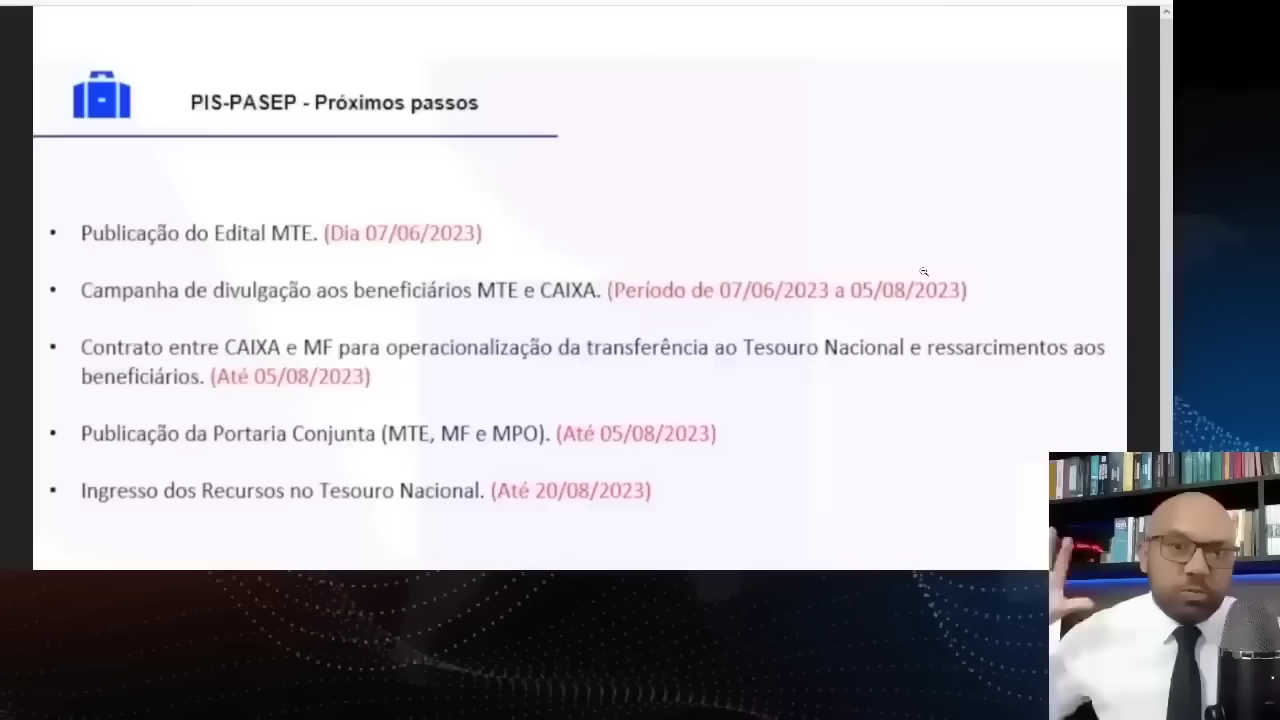 PIS-PASEP - Próximos passos
• Publicação do Edital MTE. (Dia 07/06/2023)
• Campanha de divulgação aos beneficiários MTE e CAIXA. (Período de 07/06/2023 a 05/08/2023)
• Contrato entre CAIXA e MF para operacionalização da transferência ao Tesouro Nacional e ressarcimentos aos
beneficiários. (Até 05/08/2023)
• Publicação da Portaria Conjunta (MTE, MF e MPO). (Até 05/08/2023)
• Ingresso dos Recursos no Tesouro Nacional. (Até 20/08/2023)